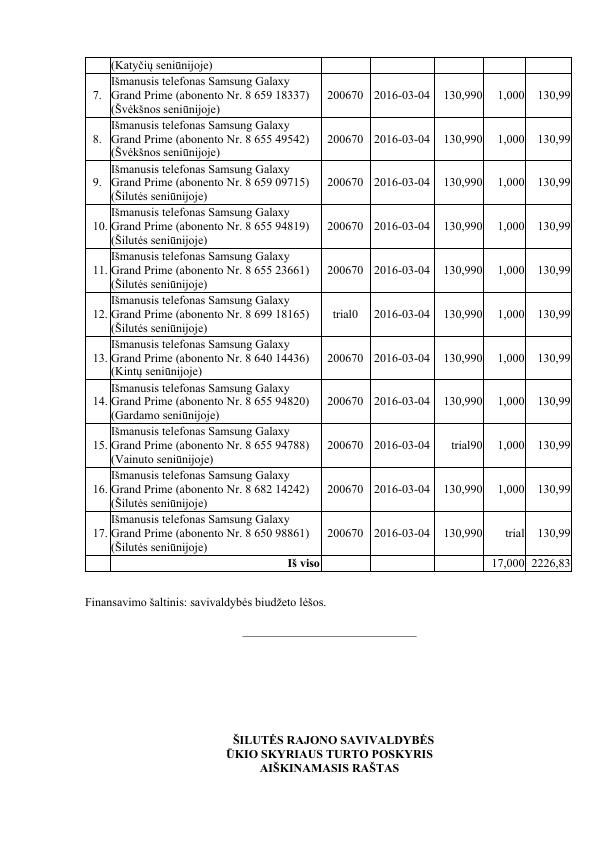 (Katyčių seniūnijoje)
Išmanusis telefonas Samsung Galaxy
7. Grand Prime (abonento Nr. 8 659 18337) 200670 2016-03-04 130,990 1,000 130,99
(Švėkšnos seniūnijoje)
Išmanusis telefonas Samsung Galaxy
8. Grand Prime (abonento Nr. 8 655 49542) 200670 2016-03-04 130,990 1,000 130,99
(Švėkšnos seniūnijoje)
Išmanusis telefonas Samsung Galaxy
9. Grand Prime (abonento Nr. 8 659 09715) 200670 2016-03-04 130,990 1,000 130,99
(Šilutės seniūnijoje)
Išmanusis telefonas Samsung Galaxy
10. Grand Prime (abonento Nr. 8 655 94819) 200670 2016-03-04 130,990 1,000 130,99
(Šilutės seniūnijoje)
Išmanusis telefonas Samsung Galaxy
11. Grand Prime (abonento Nr. 8 655 23661) 200670 2016-03-04 130,990 1,000 130,99
(Šilutės seniūnijoje)
Išmanusis telefonas Samsung Galaxy
12. Grand Prime (abonento Nr. 8 699 18165) trial0 2016-03-04 130,990 1,000 130,99
(Šilutės seniūnijoje)
Išmanusis telefonas Samsung Galaxy
13. Grand Prime (abonento Nr. 8 640 14436) 200670 2016-03-04 130,990 1,000 130,99
(Kintų seniūnijoje)
Išmanusis telefonas Samsung Galaxy
14. Grand Prime (abonento Nr. 8 655 94820) 200670 2016-03-04 130,990 1,000 130,99
(Gardamo seniūnijoje)
Išmanusis telefonas Samsung Galaxy
15. Grand Prime (abonento Nr. 8 655 94788) 200670 2016-03-04 trial90 1,000 130,99
(Vainuto seniūnijoje)
Išmanusis telefonas Samsung Galaxy
16. Grand Prime (abonento Nr. 8 682 14242) 200670 2016-03-04 130,990 1,000 130,99
(Šilutės seniūnijoje)
Išmanusis telefonas Samsung Galaxy
17. Grand Prime (abonento Nr. 8 650 98861) 200670 2016-03-04 130,990 trial 130,99
(Šilutės seniūnijoje)
Iš viso 17,000 2226,83
Finansavimo šaltinis: savivaldybės biudžeto lėšos.
ŠILUTĖS RAJONO SAVIVALDYBĖS
ŪKIO SKYRIAUS TURTO POSKYRIS
AIŠKINAMASIS RAŠTAS